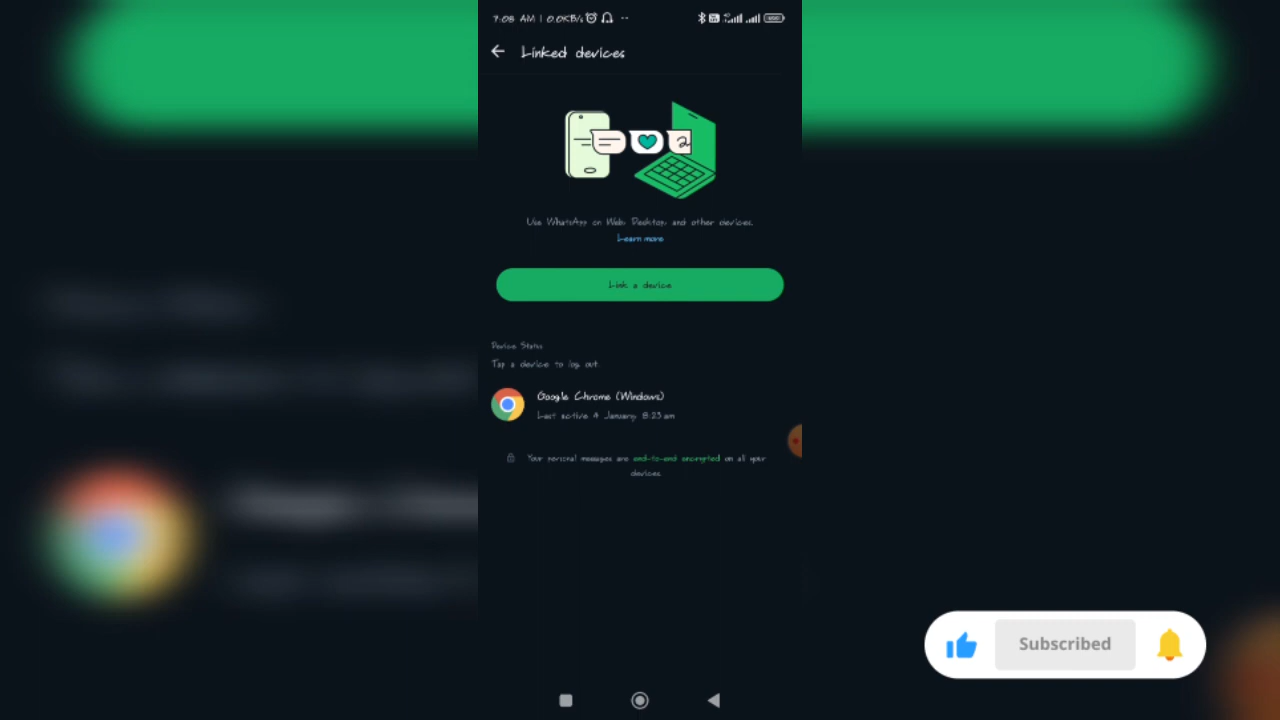 7:08 AM | 0.0KB/s
Linked devices
Use WhatsApp on Web, Desktop, and other devices.
Learn more
Link a device
Device Status
Tap a device to log out.
Google Chrome (Windows)
Last active 4 January, 8:23 am
Your personal messages are end-to-end encrypted on all your
devices.
Subscribed